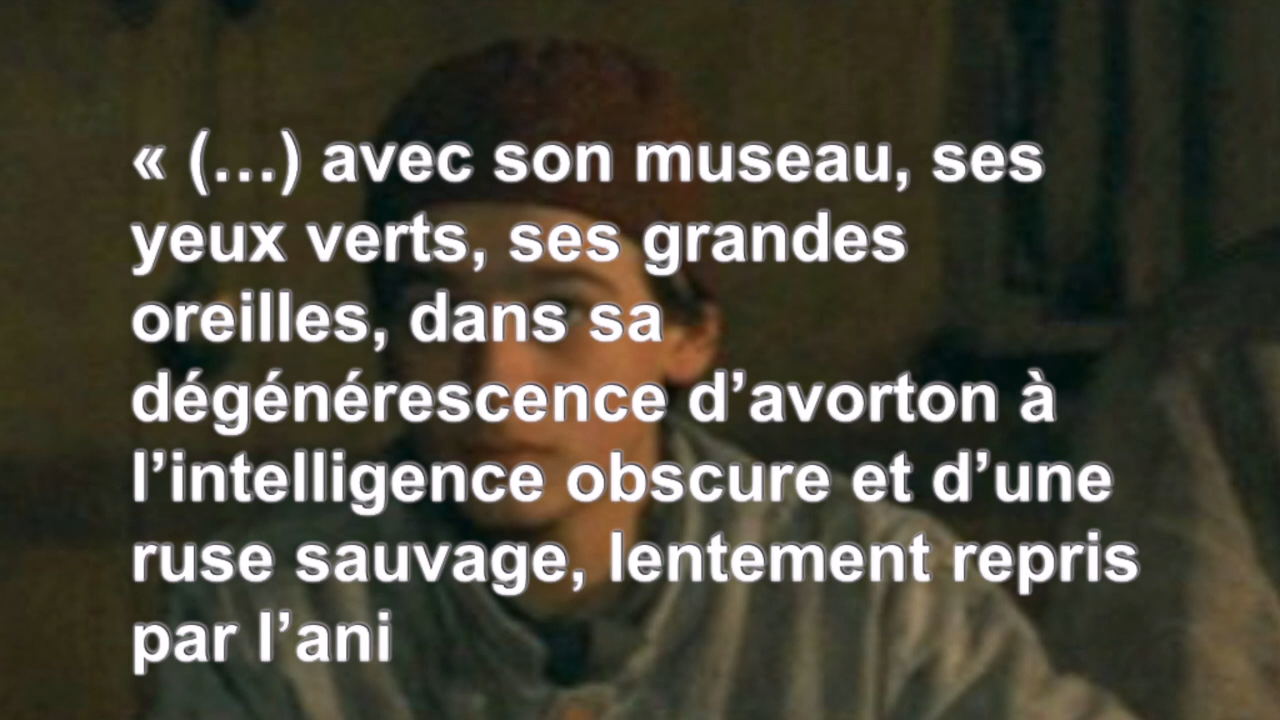 « (…) avec son museau, ses
yeux verts, ses grandes
oreilles, dans sa
dégénérescence d’avorton à
l’intelligence obscure et d’une
ruse sauvage, lentement repris
par l’ani